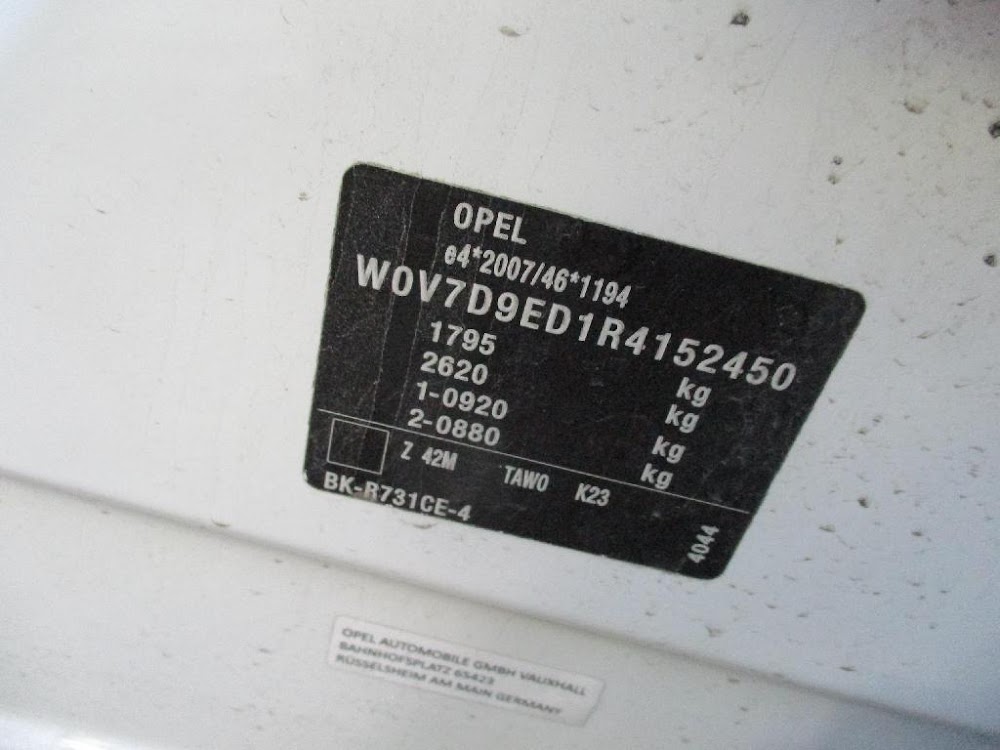 OPEL
e4*2007/46*1194
W0V7D9ED1R4152450
1795 kg
2620 kg
1-0920 kg
2-0880 kg
Z 42M TAW0 K23
BK-R731CE-4
4044
OPEL AUTOMOBILE GMBH VAUXHALL
BAHNHOFSPLATZ 65423
RÜSSELSHEIM AM MAIN GERMANY